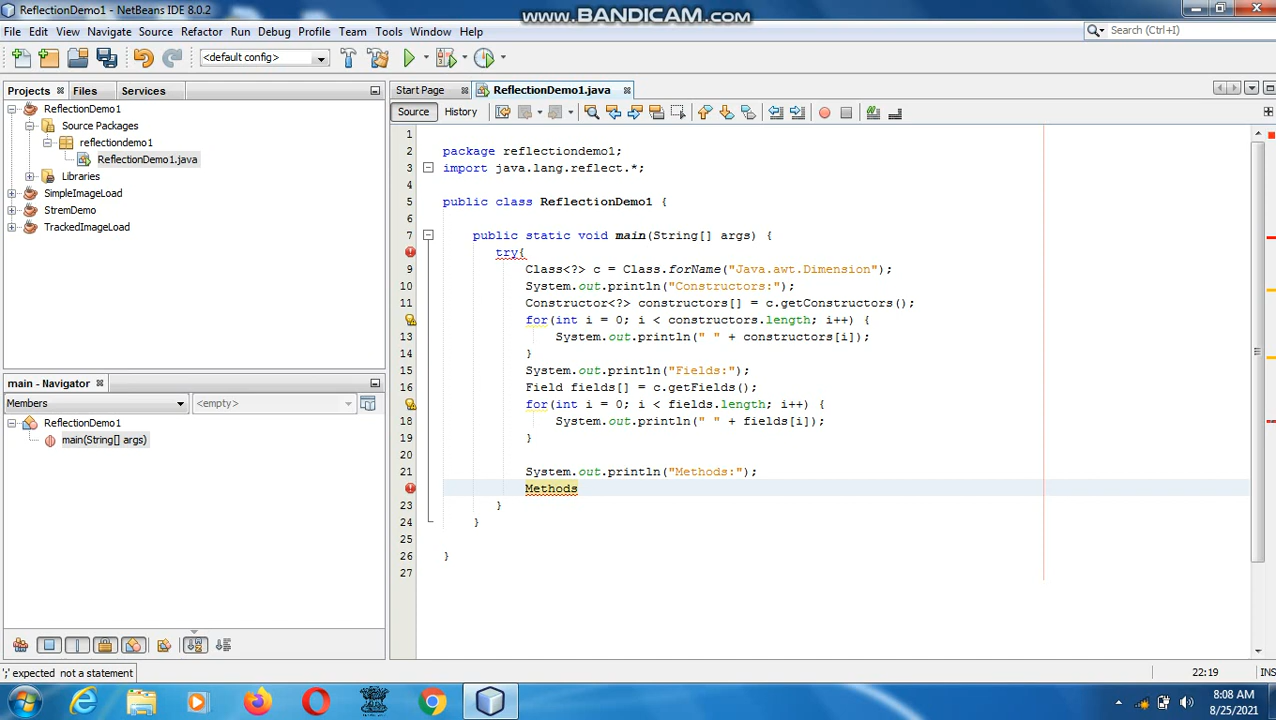 ReflectionDemo1 - NetBeans IDE 8.0.2
www.BANDICAM.com
File Edit View Navigate Source Refactor Run Debug Profile Team Tools Window Help
Search (Ctrl+I)
<default config>
Projects Files Services
ReflectionDemo1
Source Packages
reflectiondemo1
ReflectionDemo1.java
Libraries
SimpleImageLoad
StremDemo
TrackedImageLoad
main - Navigator
Members <empty>
ReflectionDemo1
main(String[] args)
Start Page ReflectionDemo1.java
Source History
1
2 package reflectiondemo1;
3 import java.lang.reflect.*;
4
5 public class ReflectionDemo1 {
6
7 public static void main(String[] args) {
try{
9 Class<?> c = Class.forName("Java.awt.Dimension");
10 System.out.println("Constructors:");
11 Constructor<?> constructors[] = c.getConstructors();
for(int i = 0; i < constructors.length; i++) {
13 System.out.println(" " + constructors[i]);
14 }
15 System.out.println("Fields:");
16 Field fields[] = c.getFields();
for(int i = 0; i < fields.length; i++) {
18 System.out.println(" " + fields[i]);
19 }
20
21 System.out.println("Methods:");
Methods
23 }
24 }
25
26 }
27
';' expected not a statement
22:19 INS
8:08 AM
8/25/2021